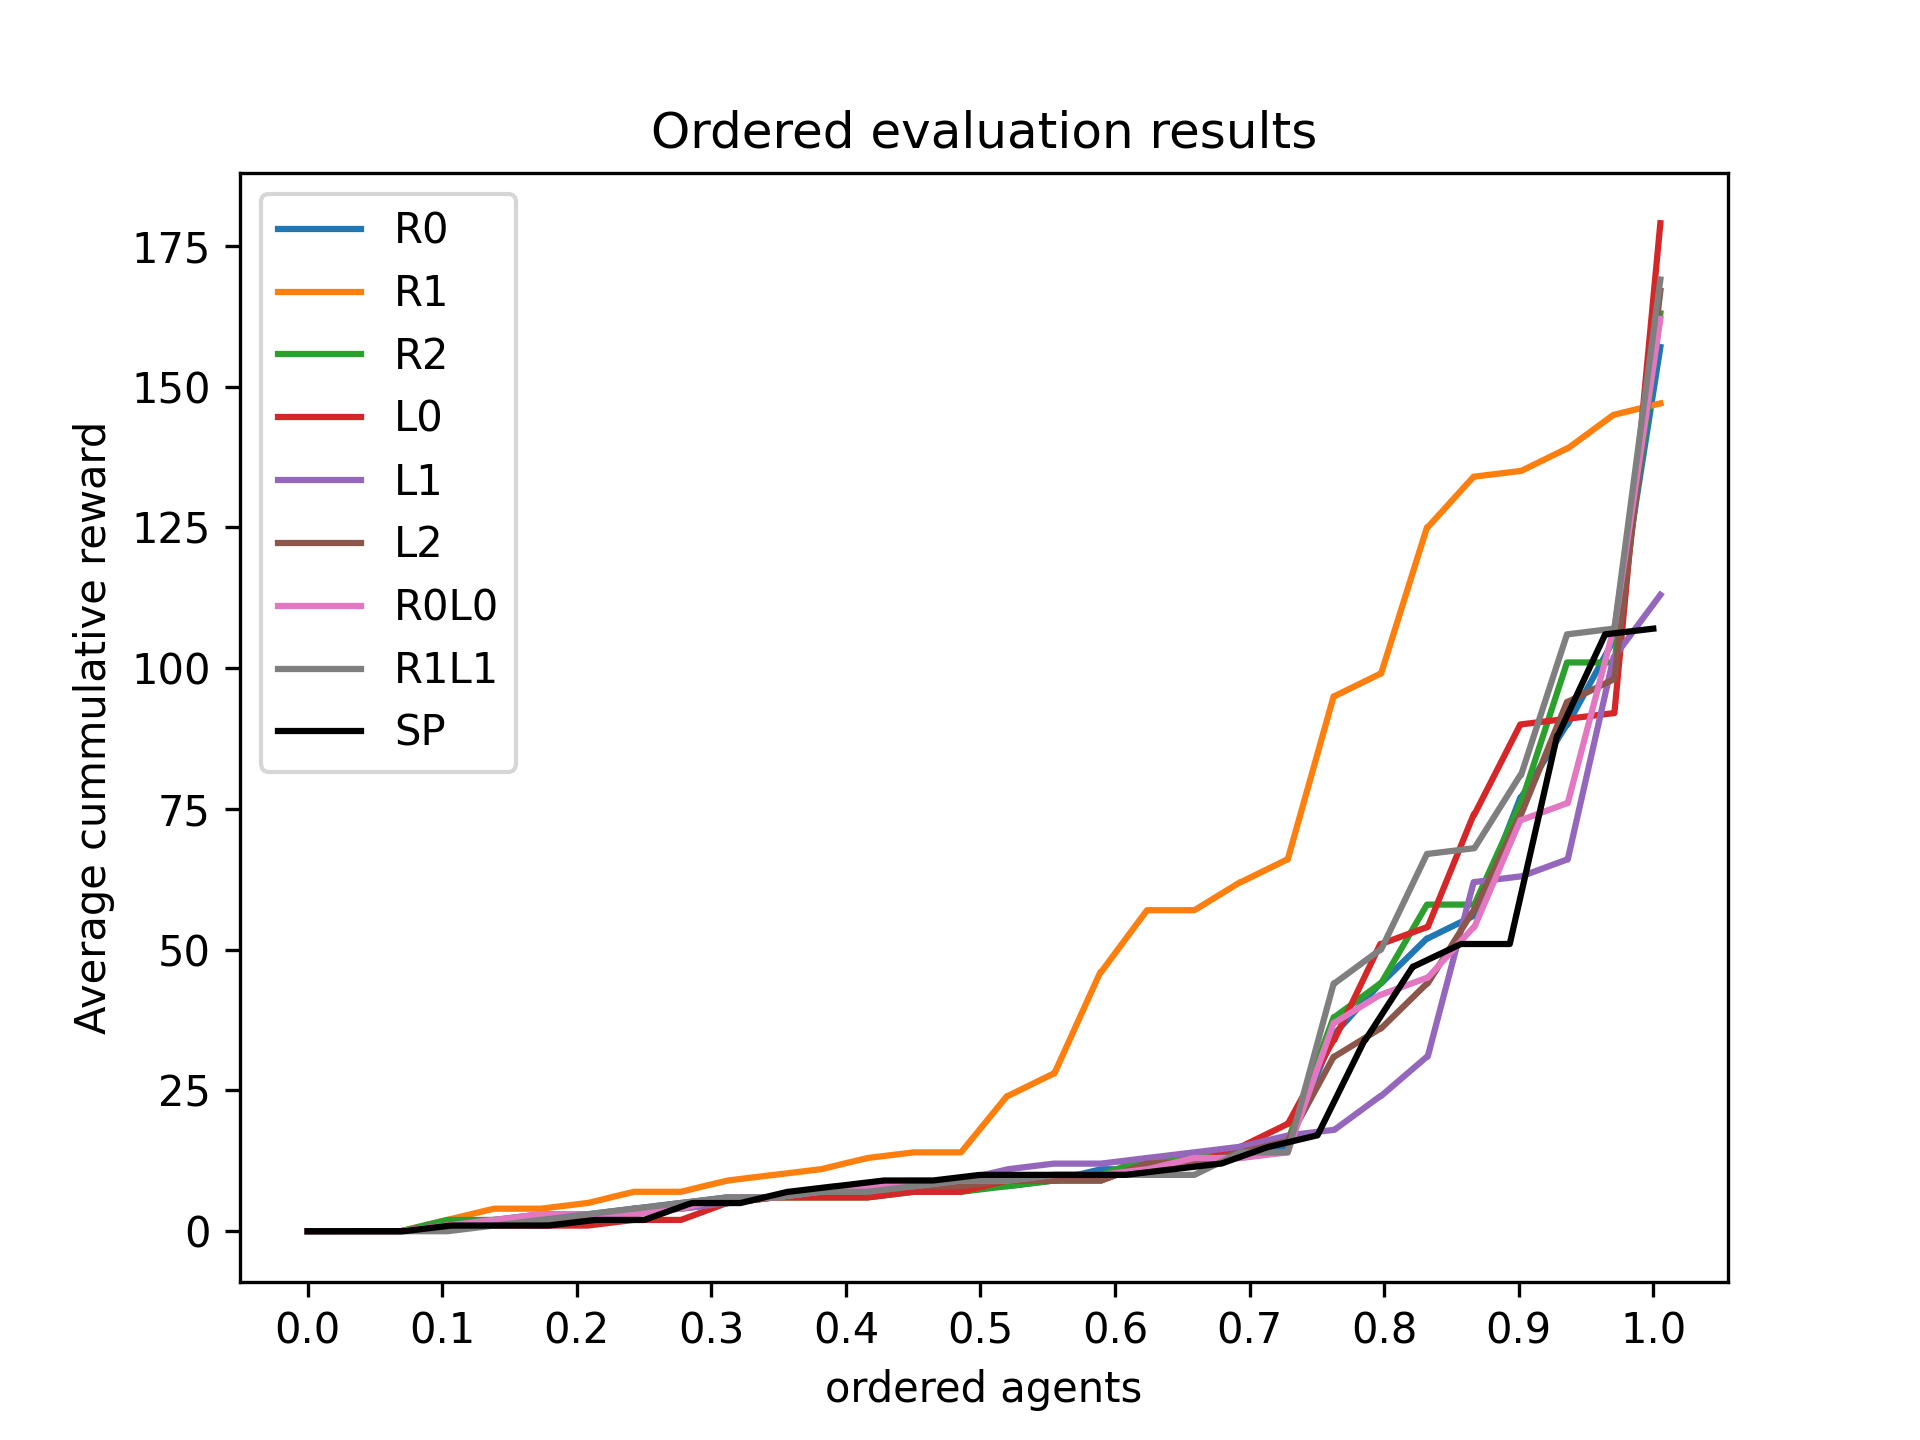 Ordered evaluation results
Average cummulative reward
175
150
125
100
75
50
25
0
R0
R1
R2
L0
L1
L2
R0L0
R1L1
SP
0.0 0.1 0.2 0.3 0.4 0.5 0.6 0.7 0.8 0.9 1.0
ordered agents